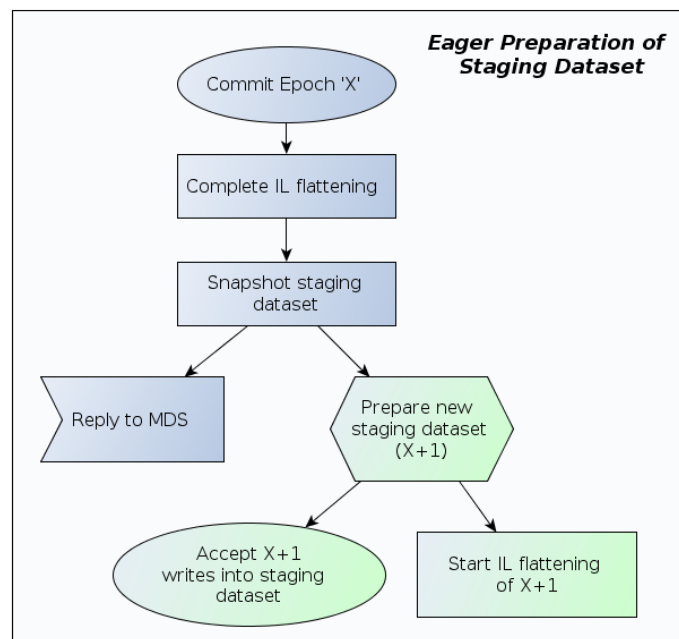 Eager Preparation of
Staging Dataset
Commit Epoch 'X'
Complete IL flattening
Snapshot staging
dataset
Reply to MDS
Prepare new
staging dataset
(X+1)
Accept X+1
writes into staging
dataset
Start IL flattening
of X+1